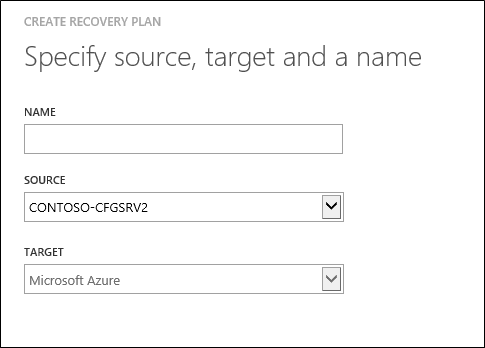 CREATE RECOVERY PLAN
Specify source, target and a name
NAME
SOURCE
CONTOSO-CFGSRV2
TARGET
Microsoft Azure